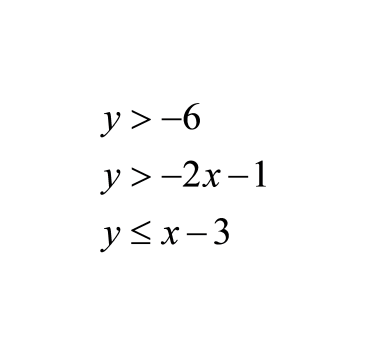 y > −6
y > −2x − 1
y ≤ x − 3